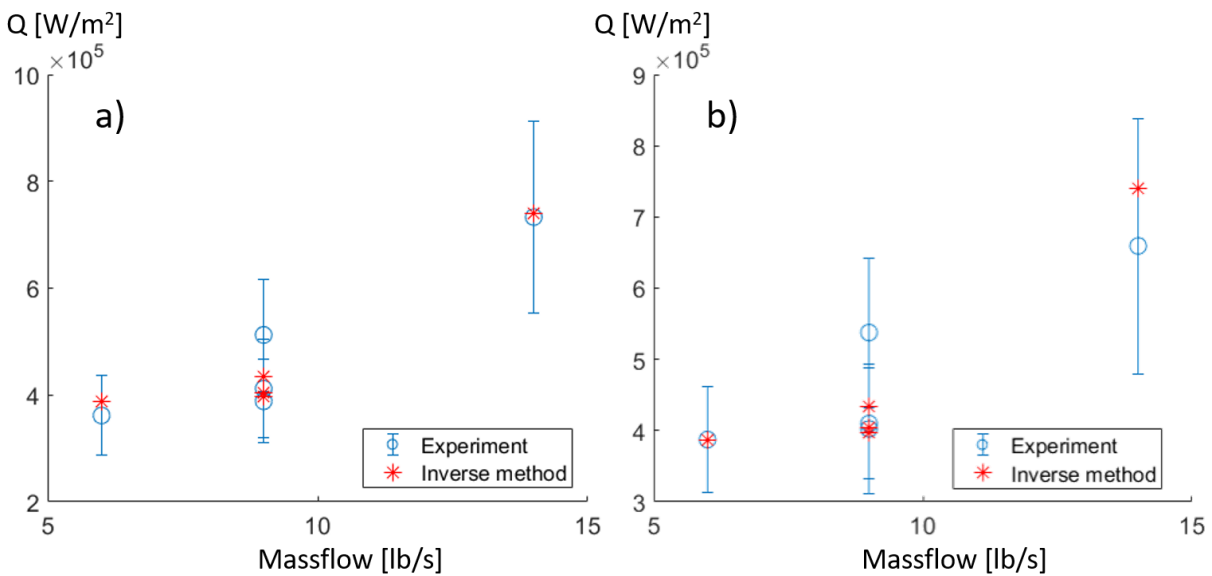 Q [W/m²]
×10⁵
10
8
6
4
2
5
10
15
a)
Experiment
Inverse method
Massflow [lb/s]
Q [W/m²]
×10⁵
9
8
7
6
5
4
3
5
10
15
b)
Experiment
Inverse method
Massflow [lb/s]